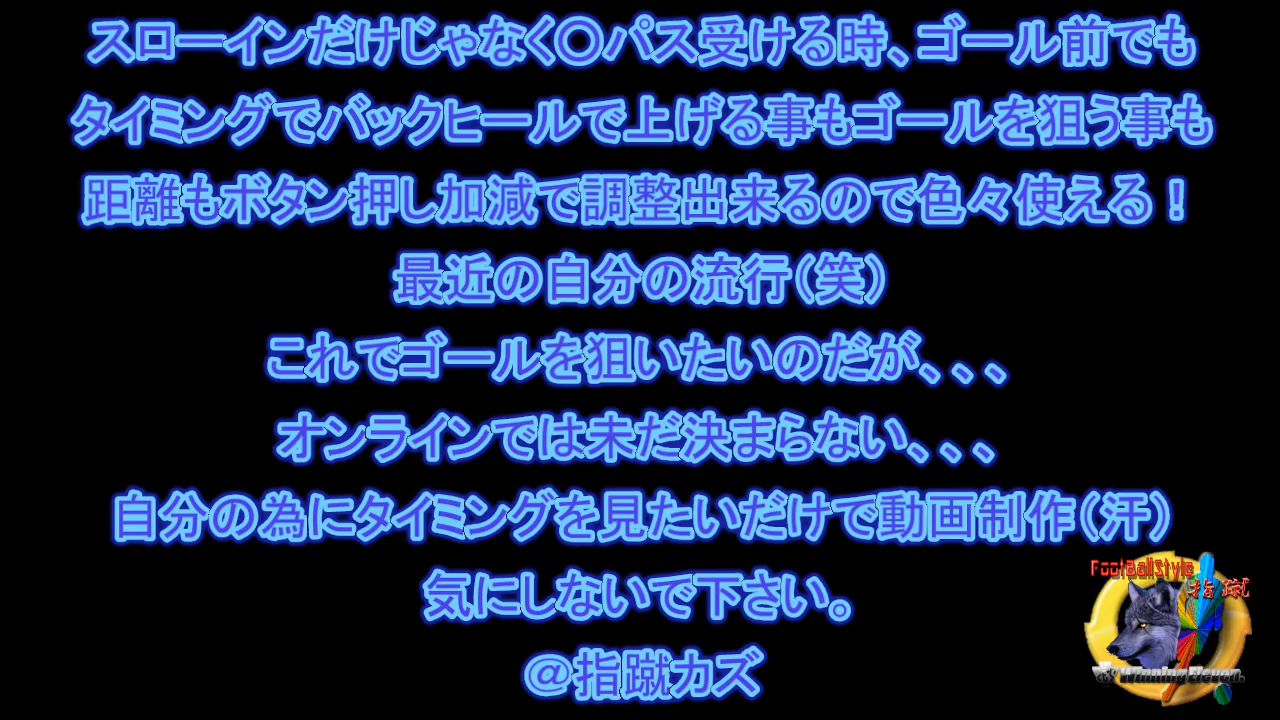 スローインだけじゃなく〇パス受ける時、ゴール前でも
タイミングでバックヒールで上げる事もゴールを狙う事も
距離もボタン押し加減で調整出来るので色々使える！
最近の自分の流行（笑）
これでゴールを狙いたいのだが、、、
オンラインでは未だ決まらない、、、
自分の為にタイミングを見たいだけで動画制作（汗）
気にしないで下さい。
＠指蹴カズ
FootBallStyle
指蹴
Winning Eleven.